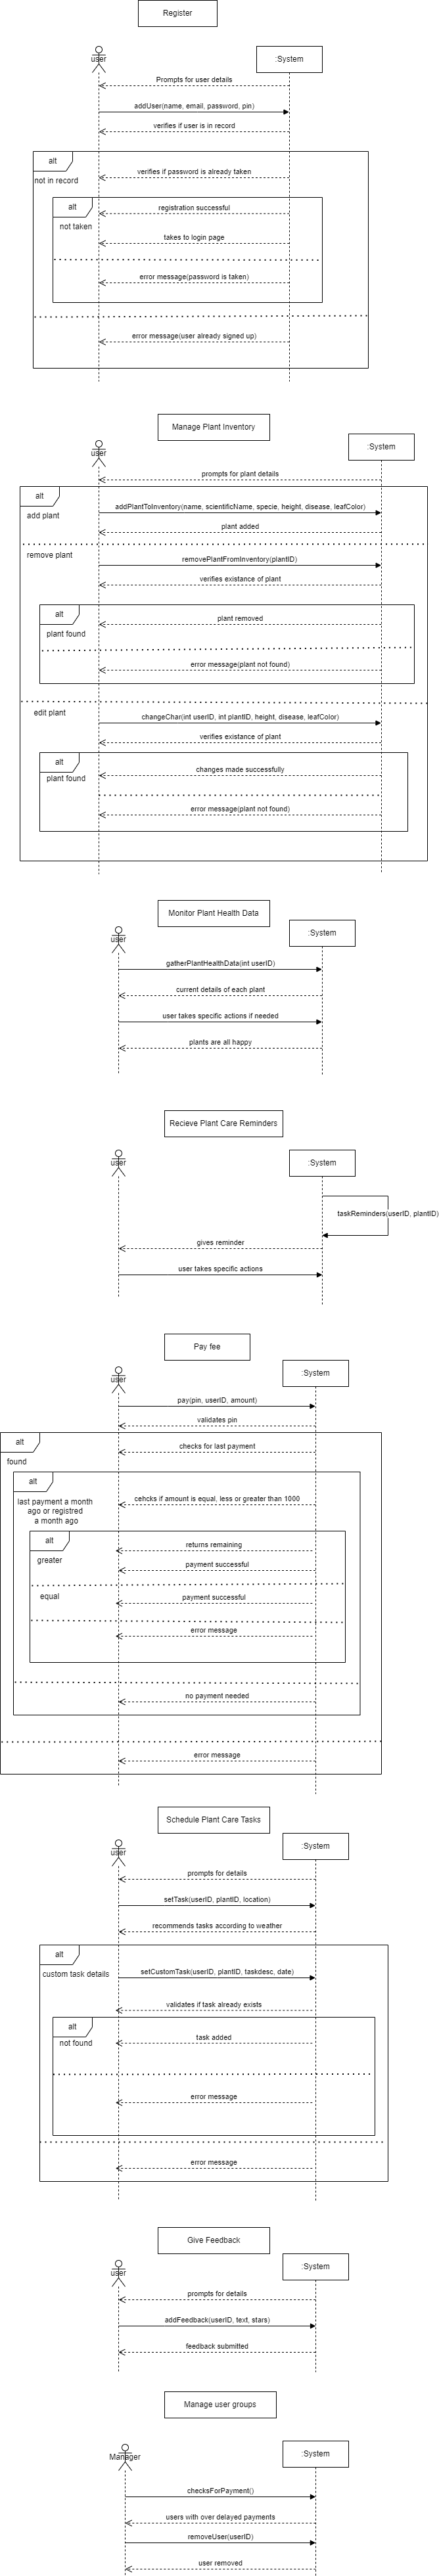 Register
user
:System
Prompts for user details
addUser(name, email, password, pin)
verifies if user is in record
alt
not in record
verifies if password is already taken
alt
not taken
registration successful
takes to login page
error message(password is taken)
error message(user already signed up)
Manage Plant Inventory
user
:System
prompts for plant details
alt
add plant
addPlantToInventory(name, scientificName, specie, height, disease, leafColor)
plant added
remove plant
removePlantFromInventory(plantID)
verifies existance of plant
alt
plant found
plant removed
error message(plant not found)
edit plant
changeChar(int userID, int plantID, height, disease, leafColor)
verifies existance of plant
alt
plant found
changes made successfully
error message(plant not found)
Monitor Plant Health Data
user
:System
gatherPlantHealthData(int userID)
current details of each plant
user takes specific actions if needed
plants are all happy
Recieve Plant Care Reminders
user
:System
taskReminders(userID, plantID)
gives reminder
user takes specific actions
Pay fee
user
:System
pay(pin, userID, amount)
validates pin
alt
found
checks for last payment
alt
last payment a month
ago or registred
a month ago
cehcks if amount is equal, less or greater than 1000
alt
greater
returns remaining
payment successful
equal
payment successful
error message
no payment needed
error message
Schedule Plant Care Tasks
user
:System
prompts for details
setTask(userID, plantID, location)
recommends tasks according to weather
alt
custom task details
setCustomTask(userID, plantID, taskdesc, date)
validates if task already exists
alt
not found
task added
error message
error message
Give Feedback
user
:System
prompts for details
addFeedback(userID, text, stars)
feedback submitted
Manage user groups
Manager
:System
checksForPayment()
users with over delayed payments
removeUser(userID)
user removed